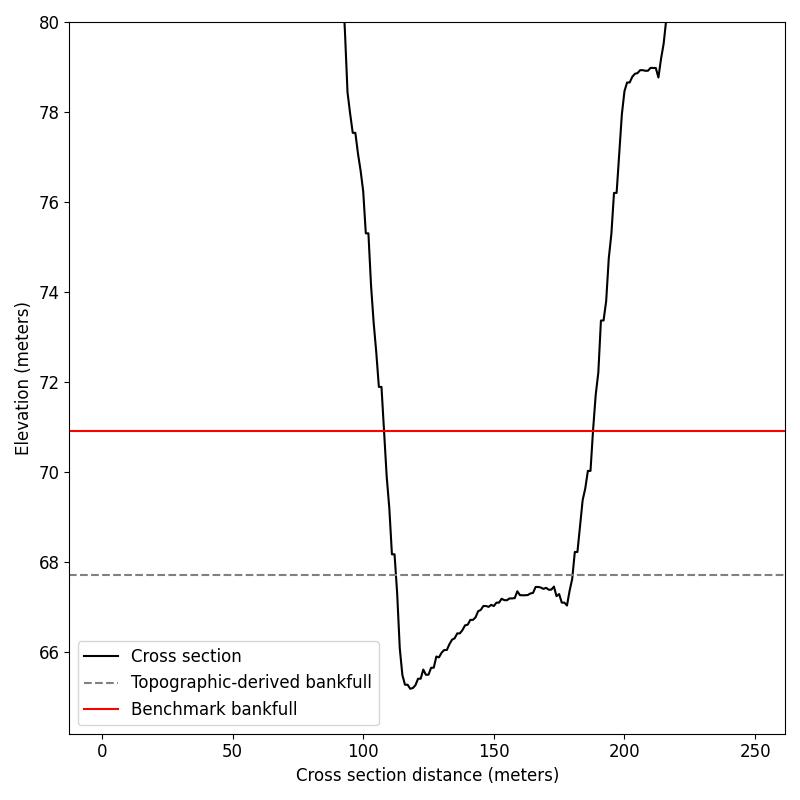 80
78
76
74
72
70
68
66
Elevation (meters)
Cross section
Topographic-derived bankfull
Benchmark bankfull
0 50 100 150 200 250
Cross section distance (meters)